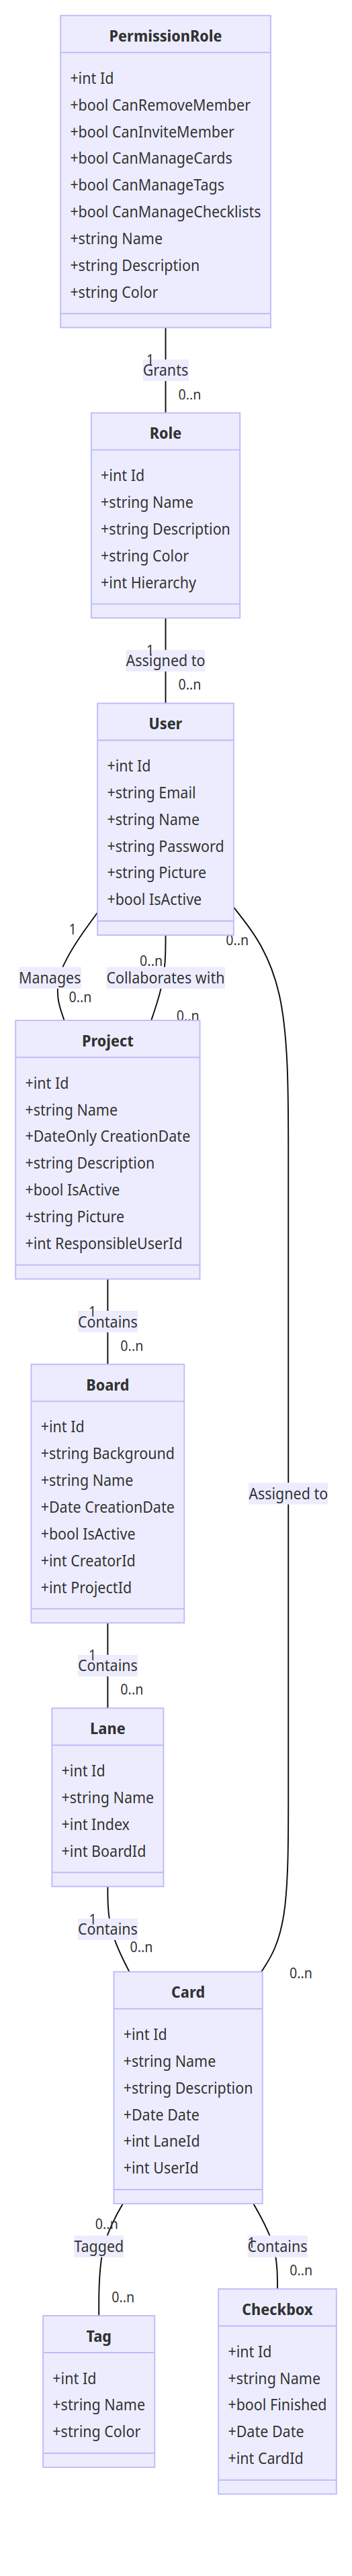 PermissionRole
+int Id
+bool CanRemoveMember
+bool CanInviteMember
+bool CanManageCards
+bool CanManageTags
+bool CanManageChecklists
+string Name
+string Description
+string Color
1
Grants
0..n
Role
+int Id
+string Name
+string Description
+string Color
+int Hierarchy
1
Assigned to
0..n
User
+int Id
+string Email
+string Name
+string Password
+string Picture
+bool IsActive
1
0..n
0..n
Manages
Collaborates with
0..n
0..n
Project
+int Id
+string Name
+DateOnly CreationDate
+string Description
+bool IsActive
+string Picture
+int ResponsibleUserId
1
Contains
0..n
Board
+int Id
+string Background
+string Name
+Date CreationDate
+bool IsActive
+int CreatorId
+int ProjectId
Assigned to
1
Contains
0..n
Lane
+int Id
+string Name
+int Index
+int BoardId
1
Contains
0..n
0..n
Card
+int Id
+string Name
+string Description
+Date Date
+int LaneId
+int UserId
0..n
Tagged
0..n
1
Contains
0..n
Tag
+int Id
+string Name
+string Color
Checkbox
+int Id
+string Name
+bool Finished
+Date Date
+int CardId